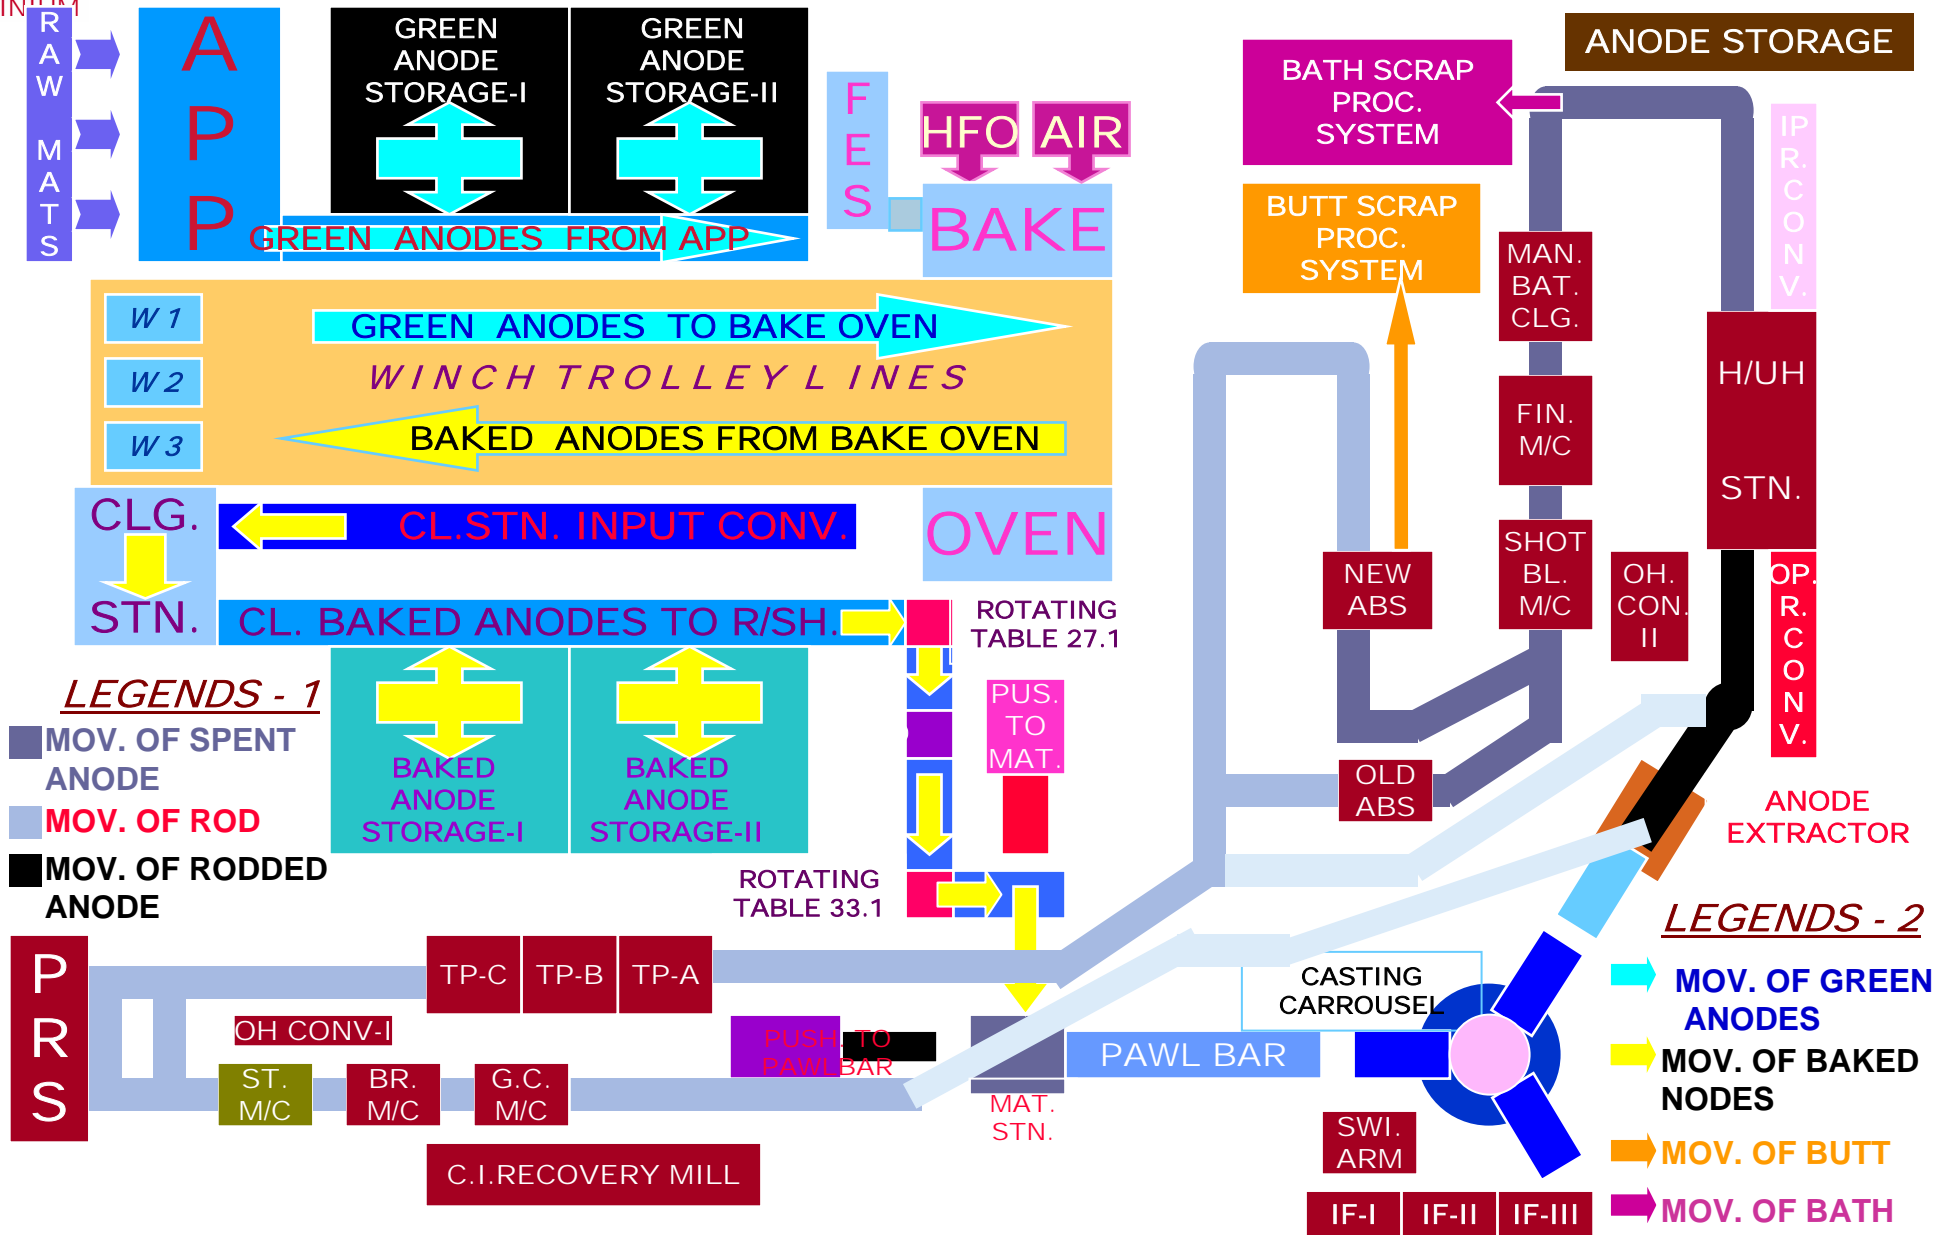 RAW MATS
APP
GREEN
ANODE
STORAGE-I
GREEN
ANODE
STORAGE-II
GREEN ANODES FROM APP
FES
HFO
AIR
BAKE
W 1
W 2
W 3
GREEN ANODES TO BAKE OVEN
WINCH TROLLEY LINES
BAKED ANODES FROM BAKE OVEN
OVEN
CLG.
STN.
CL.STN. INPUT CONV.
CL. BAKED ANODES TO R/SH.
ROTATING
TABLE 27.1
BAKED
ANODE
STORAGE-I
BAKED
ANODE
STORAGE-II
PUS.
TO
MAT.
ROTATING
TABLE 33.1
LEGENDS - 1
MOV. OF SPENT
ANODE
MOV. OF ROD
MOV. OF RODDED
ANODE
PRS
TP-C
TP-B
TP-A
OH CONV-I
ST.
M/C
BR.
M/C
G.C.
M/C
C.I.RECOVERY MILL
PUSH. TO
PAWLBAR
MAT.
STN.
PAWL BAR
CASTING
CARROUSEL
SWI.
ARM
IF-I
IF-II
IF-III
ANODE STORAGE
BATH SCRAP
PROC.
SYSTEM
BUTT SCRAP
PROC.
SYSTEM
MAN.
BAT.
CLG.
FIN.
M/C
SHOT
BL.
M/C
NEW
ABS
OLD
ABS
OH.
CON.
II
IP
R.
C
O
N
V.
H/UH
STN.
OP.
R.
C
O
N
V.
ANODE
EXTRACTOR
LEGENDS - 2
MOV. OF GREEN
ANODES
MOV. OF BAKED
NODES
MOV. OF BUTT
MOV. OF BATH